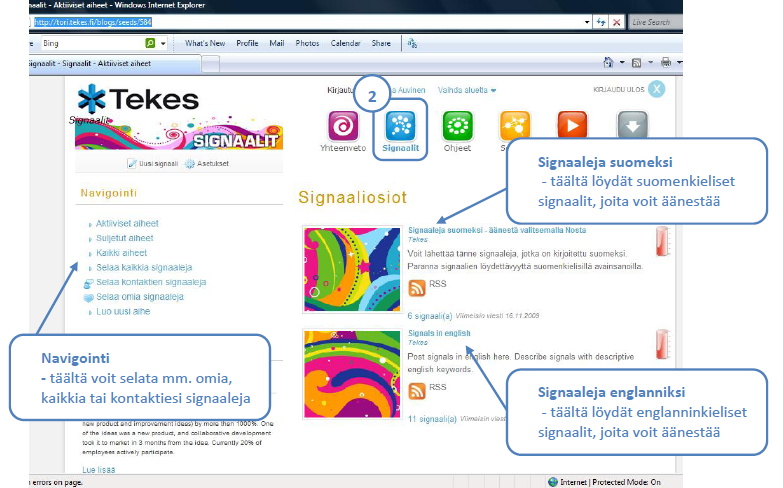 Signaalit - Aktiiviset aiheet - Windows Internet Explorer
http://tori.tekes.fi/blogs/seeds/584
Live Search
Bing
What's New Profile Mail Photos Calendar Share
Signaalit - Signaalit - Aktiiviset aiheet
Tekes
Signaalit
SIGNAALIT
Uusi signaali Asetukset
Auvinen Vaihda aluetta
KIRJAUDU ULOS X
2
Yhteenveto Signaalit Ohjeet
Navigointi
Aktiiviset aiheet
Suljetut aiheet
Kaikki aiheet
Selaa kaikkia signaaleja
Selaa kontaktien signaaleja
Selaa omia signaaleja
Luo uusi aihe
Signaaliosiot
Signaaleja suomeksi
- täältä löydät suomenkieliset
signaalit, joita voit äänestää
Signaaleja suomeksi - äänestä valitsemalla Nosta
Tekes
Voit lähettää tänne signaaleja, jotka on kirjoitettu suomeksi.
Paranna signaalien löydettävyyttä suomenkielisillä avainsanoilla.
RSS
6 signaali(a) Viimeisin viesti 16.11.2009
Signals in english
Tekes
Post signals in english here. Describe signals with descriptive
english keywords.
RSS
11 signaali(a) Viimeisin viesti
Navigointi
- täältä voit selata mm. omia,
kaikkia tai kontaktiesi signaaleja
Signaaleja englanniksi
- täältä löydät englanninkieliset
signaalit, joita voit äänestää
new product and improvement ideas) by more than 1000%. One
of the ideas was a new product, and collaborative development
took it to market in 3 months from the idea. Currently 20% of
employees actively participate.
Lue lisää
errors on page.
Internet | Protected Mode: On